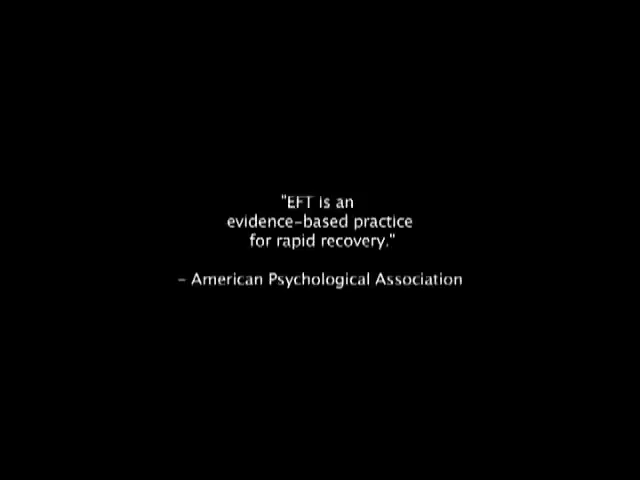 "EFT is an
evidence-based practice
for rapid recovery."
- American Psychological Association